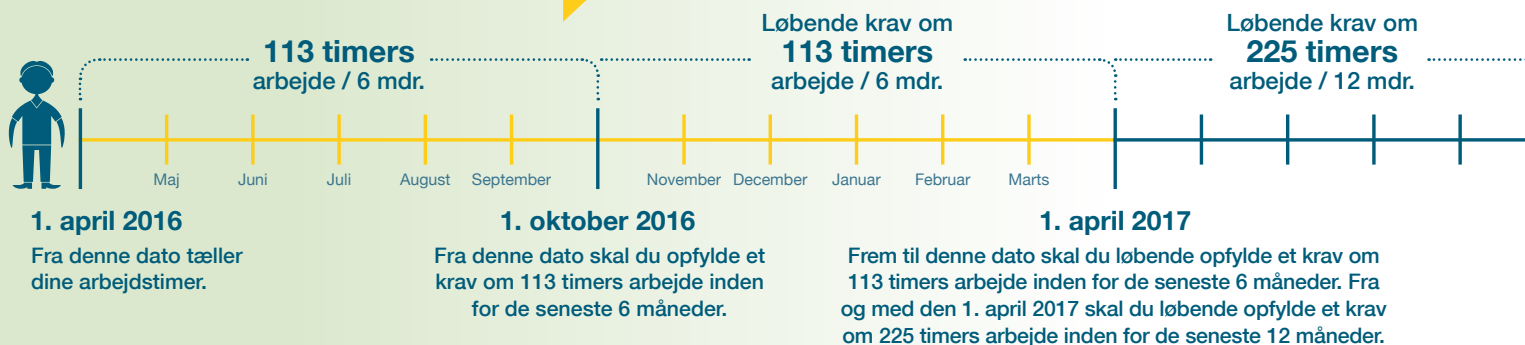 113 timers
arbejde / 6 mdr.
Løbende krav om
113 timers
arbejde / 6 mdr.
Løbende krav om
225 timers
arbejde / 12 mdr.
Maj Juni Juli August September November December Januar Februar Marts
1. april 2016
Fra denne dato tæller
dine arbejdstimer.
1. oktober 2016
Fra denne dato skal du opfylde et
krav om 113 timers arbejde inden
for de seneste 6 måneder.
1. april 2017
Frem til denne dato skal du løbende opfylde et krav om
113 timers arbejde inden for de seneste 6 måneder. Fra
og med den 1. april 2017 skal du løbende opfylde et krav
om 225 timers arbejde inden for de seneste 12 måneder.